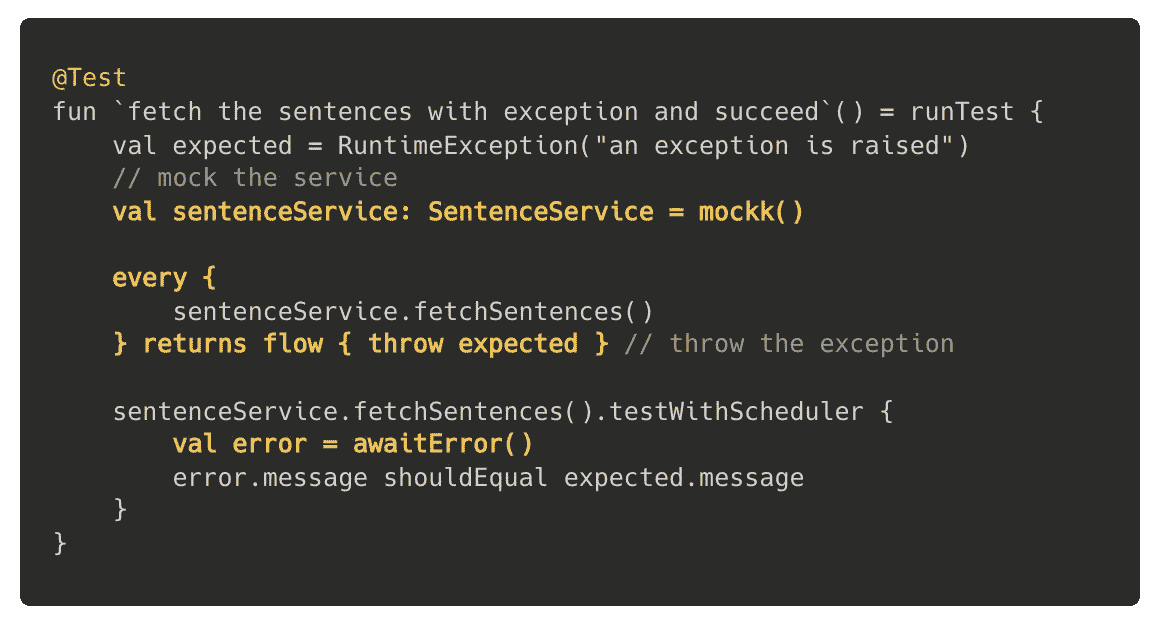 @Test
fun `fetch the sentences with exception and succeed`() = runTest {
    val expected = RuntimeException("an exception is raised")
    // mock the service
    val sentenceService: SentenceService = mockk()

    every {
        sentenceService.fetchSentences()
    } returns flow { throw expected } // throw the exception

    sentenceService.fetchSentences().testWithScheduler {
        val error = awaitError()
        error.message shouldEqual expected.message
    }
}